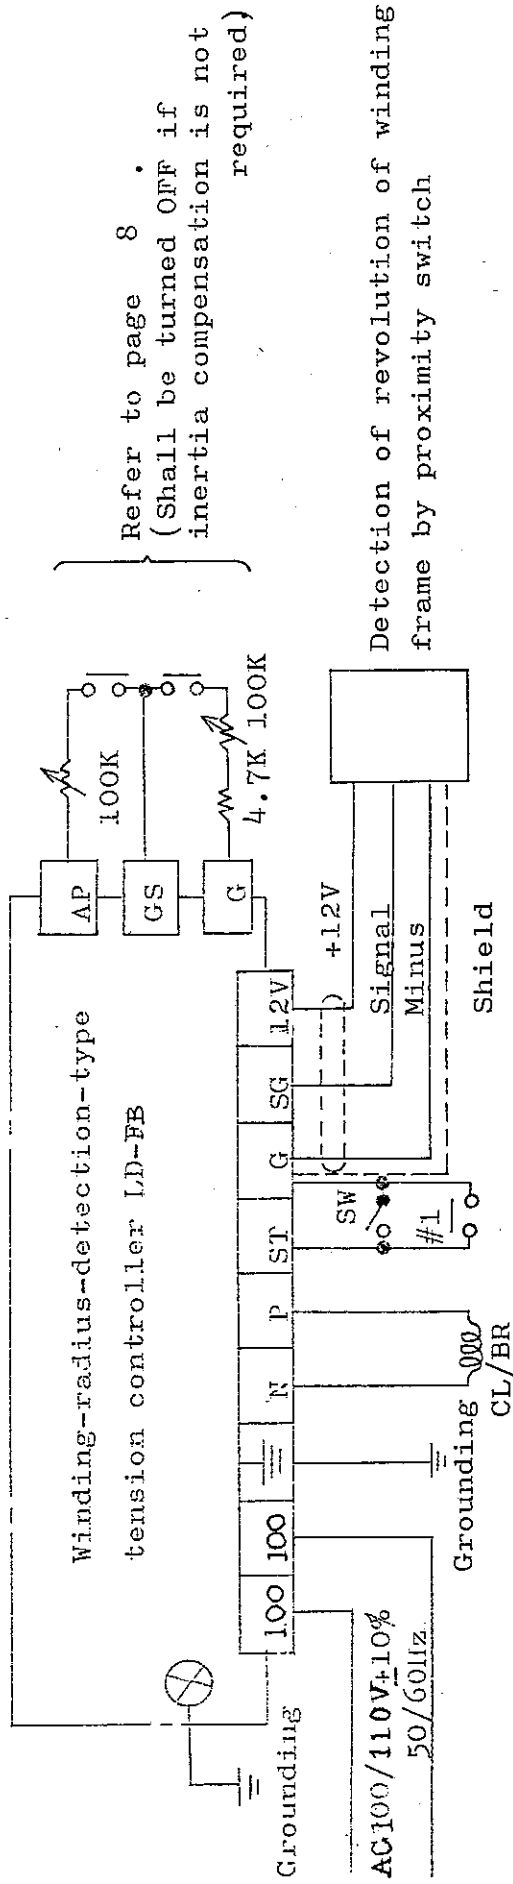 Refer to page 8
(Shall be turned OFF if
inertia compensation is not
required)
Winding-radius-detection-type
tension controller LD-FB
AP
GS
G
100K
4.7K 100K
100
100
N
P
ST
G
SG
12V
+12V
Signal
Minus
Shield
SW
#1
CL/BR
Grounding
Grounding
AC100/110V±10%
50/60Hz
Detection of revolution of winding
frame by proximity switch